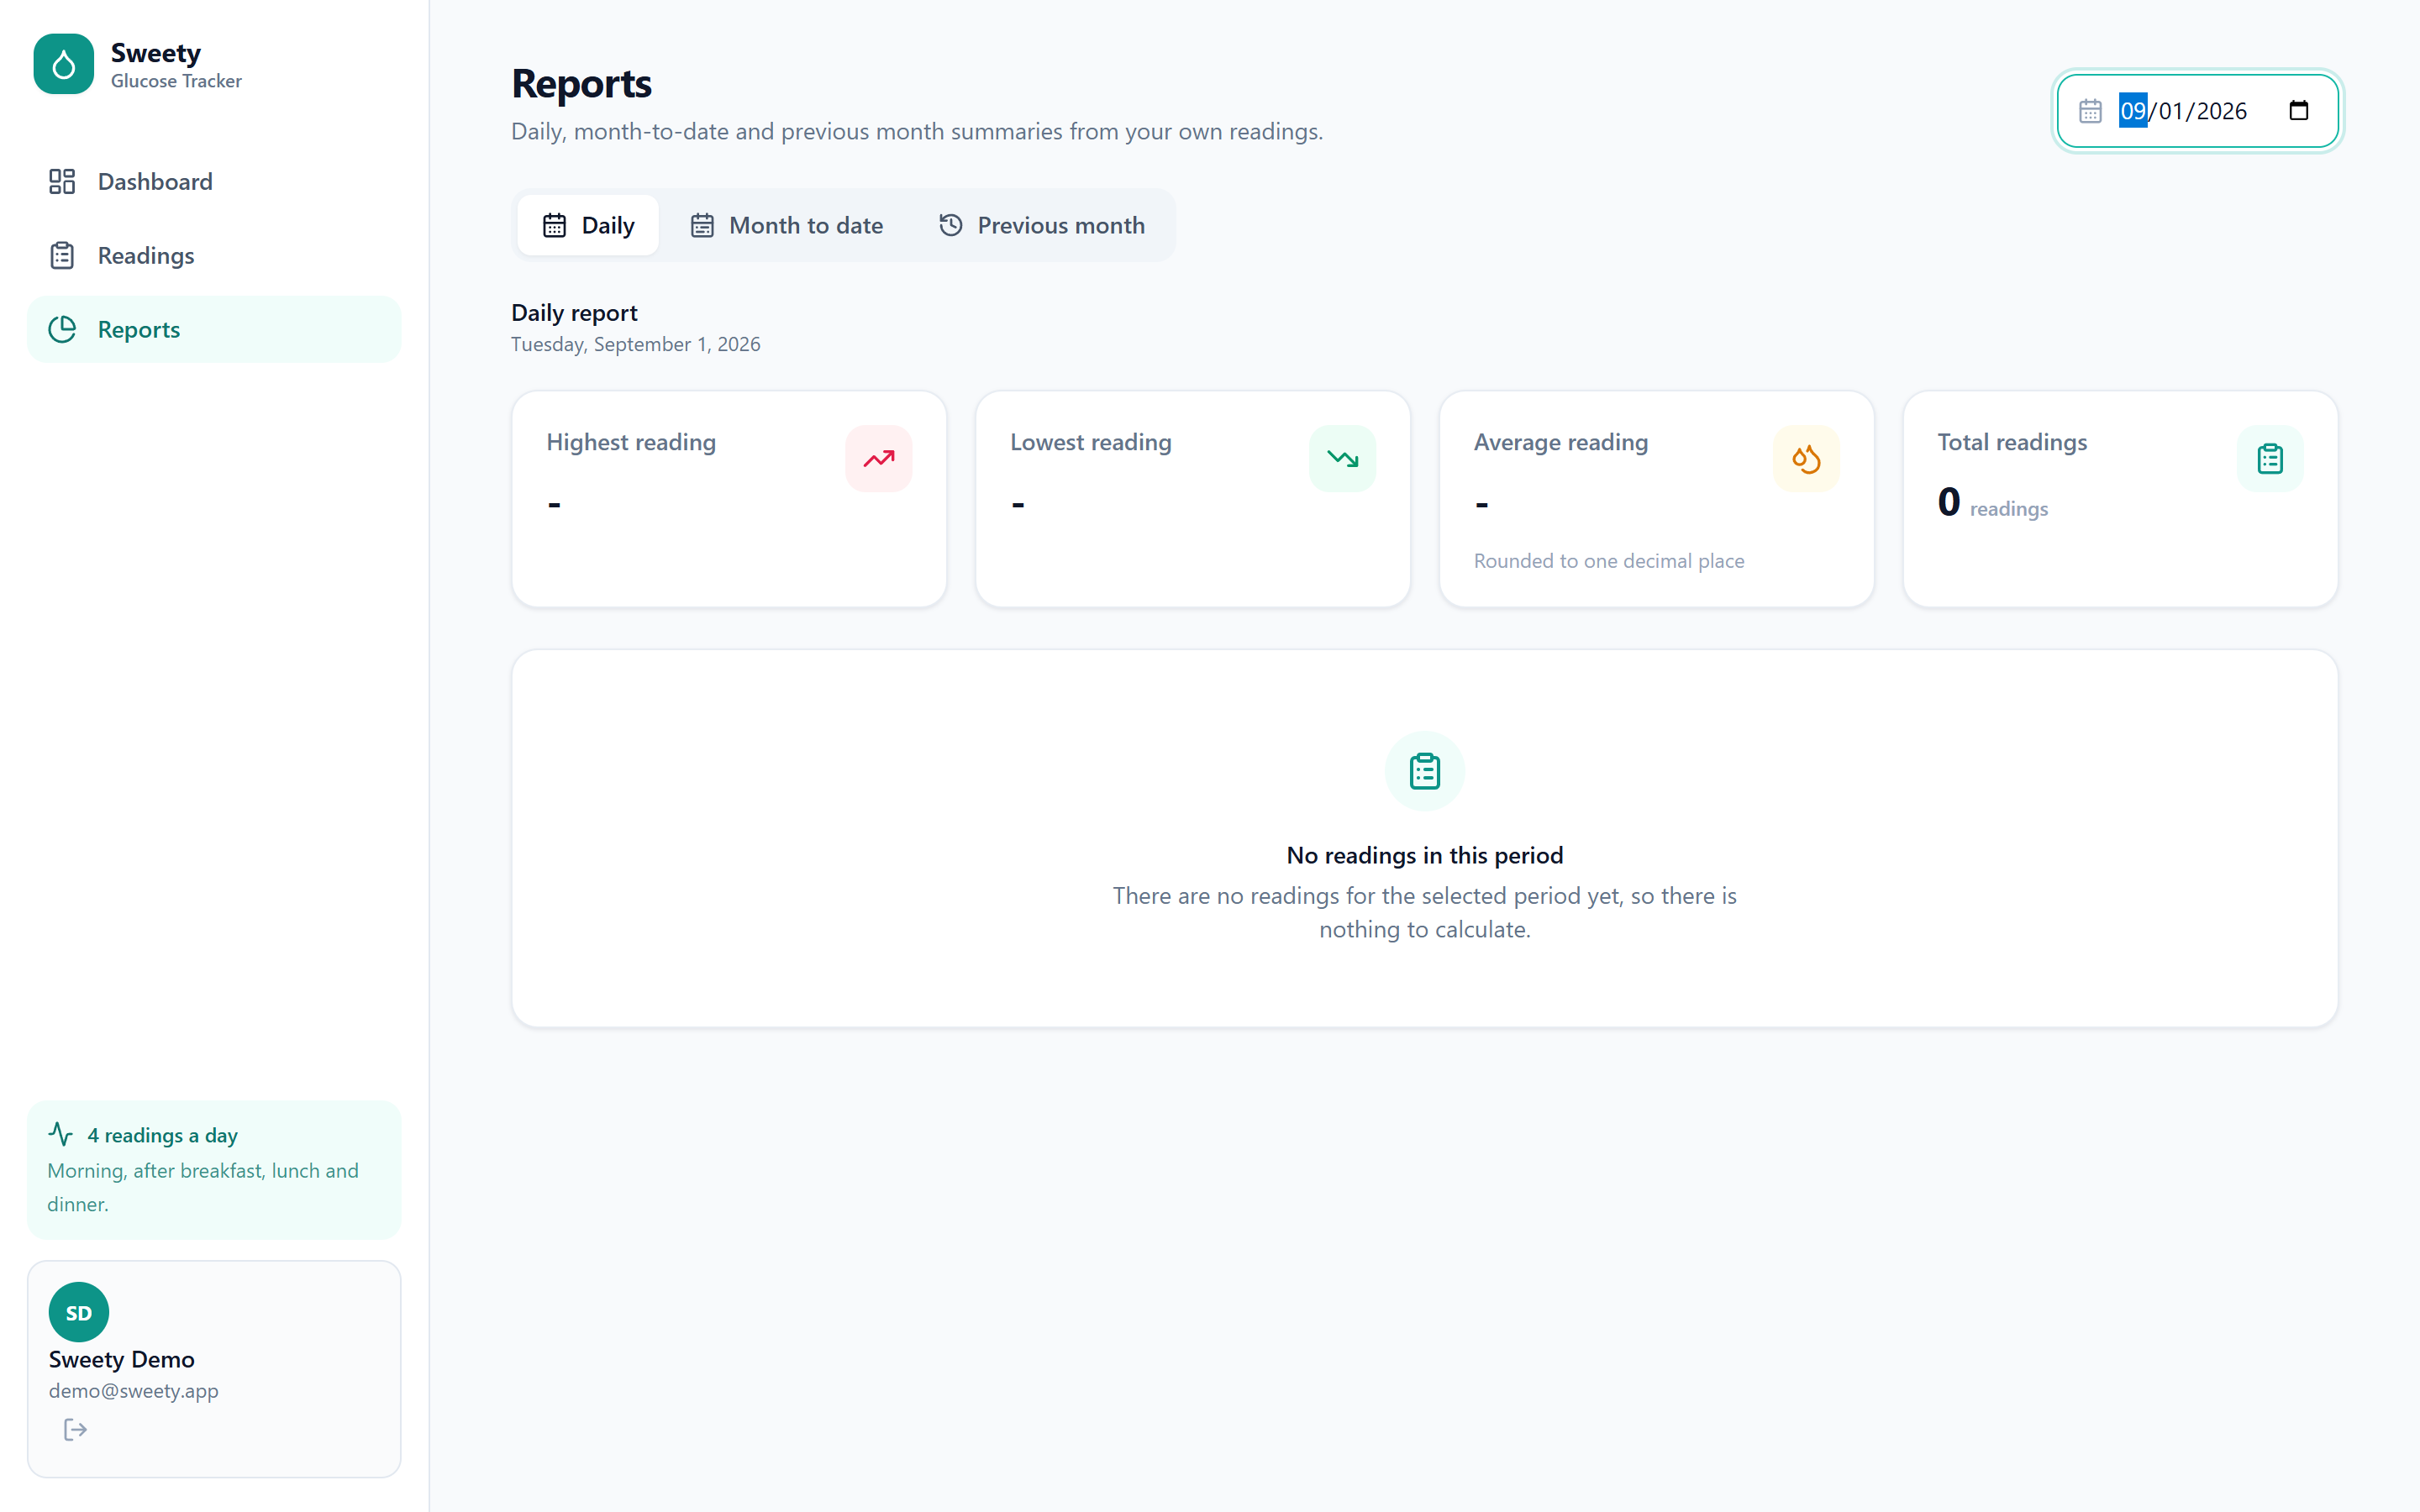 Sweety
Glucose Tracker
Dashboard
Readings
Reports
4 readings a day
Morning, after breakfast, lunch and
dinner.
SD
Sweety Demo
demo@sweety.app
Reports
Daily, month-to-date and previous month summaries from your own readings.
09/01/2026
Daily
Month to date
Previous month
Daily report
Tuesday, September 1, 2026
Highest reading
-
Lowest reading
-
Average reading
-
Rounded to one decimal place
Total readings
0 readings
No readings in this period
There are no readings for the selected period yet, so there is
nothing to calculate.